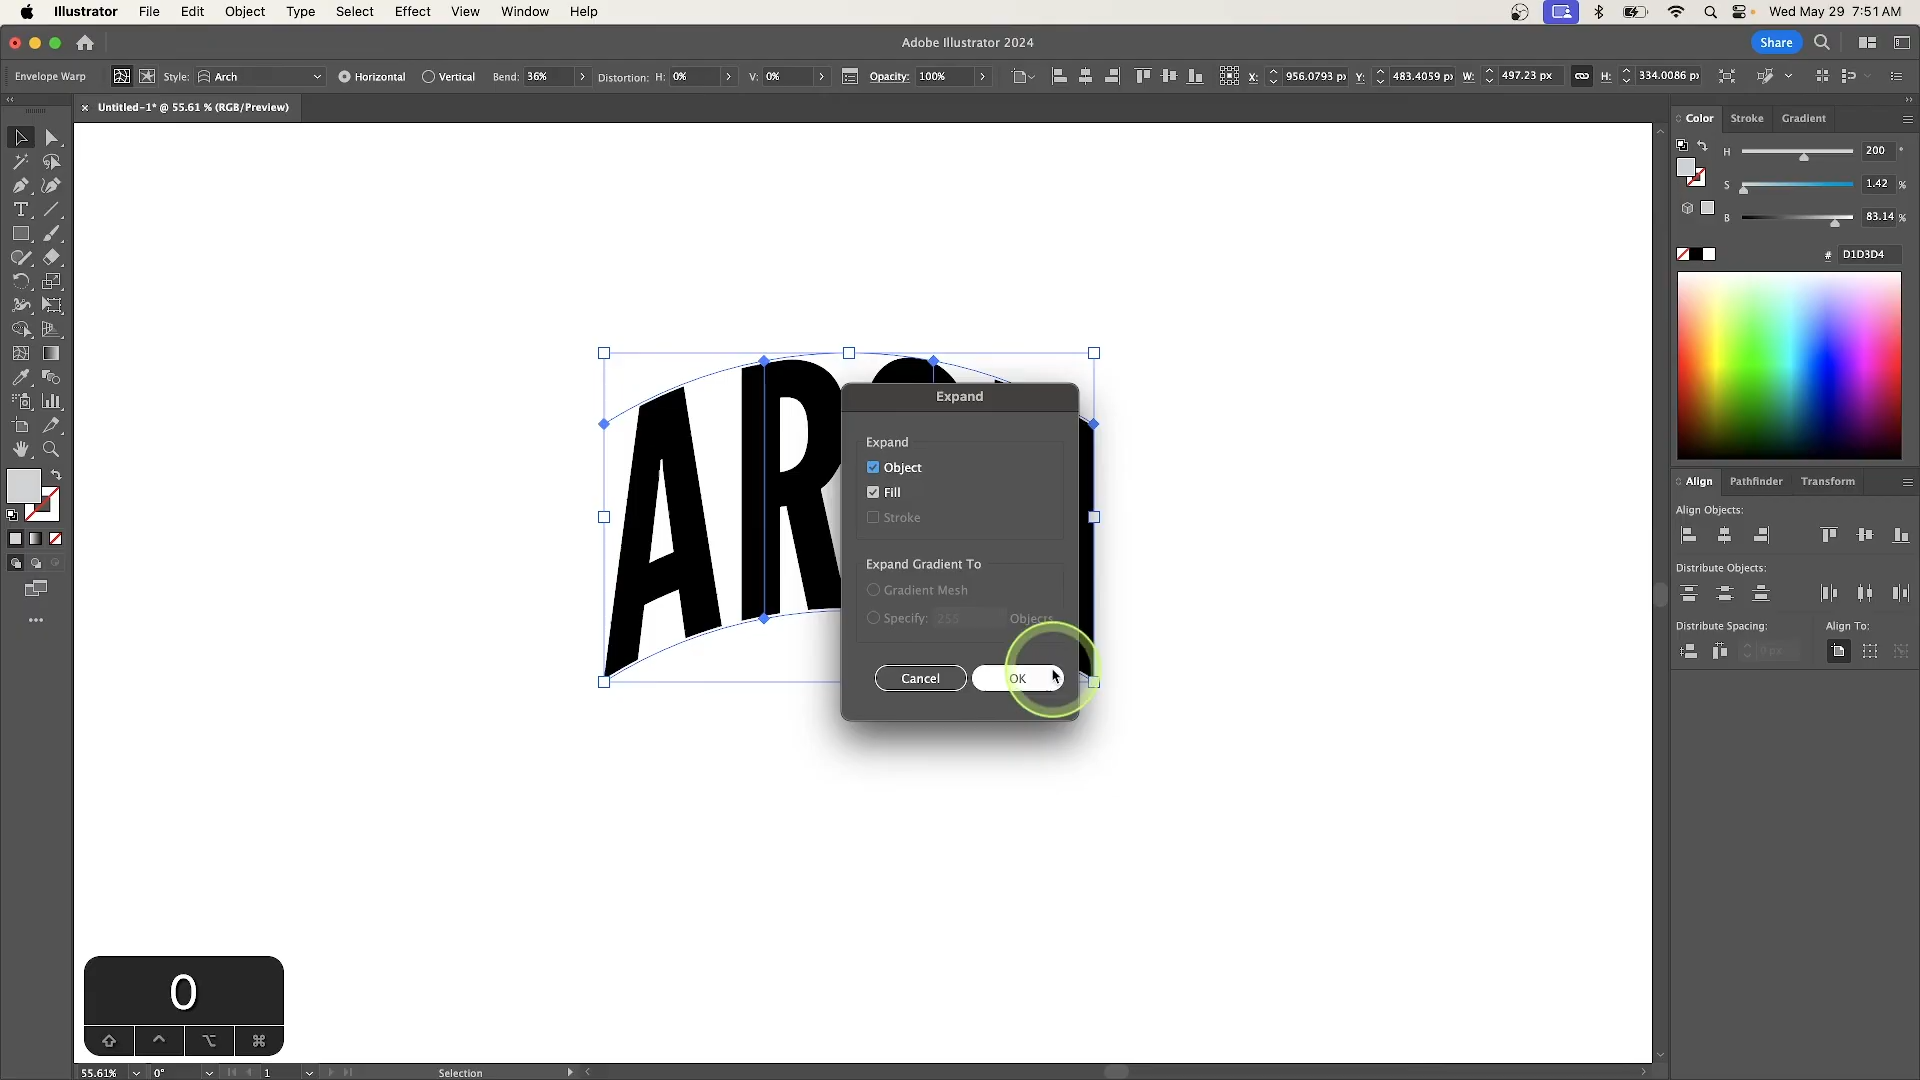 Illustrator File Edit Object Type Select Effect View Window Help Wed May 29 7:51 AM
Adobe Illustrator 2024 Share
Envelope Warp Style: Arch Horizontal Vertical Bend: 36% Distortion: H: 0% V: 0% Opacity: 100% X: 956.0793 Y: 483.4059 W: 497.23 px H: 334.0086
× Untitled-1* @ 55.61 % (RGB/Preview)
Color Stroke Gradient
H 200 °
S 1.42 %
B 83.14 %
# D1D3D4
Align Pathfinder Transform
Align Objects:
Distribute Objects:
Distribute Spacing: Align To:
0 px
Expand
Expand
Object
Fill
Stroke
Expand Gradient To
Gradient Mesh
Specify: 255 Objects
Cancel OK
0
55.61% 0° 1 Selection